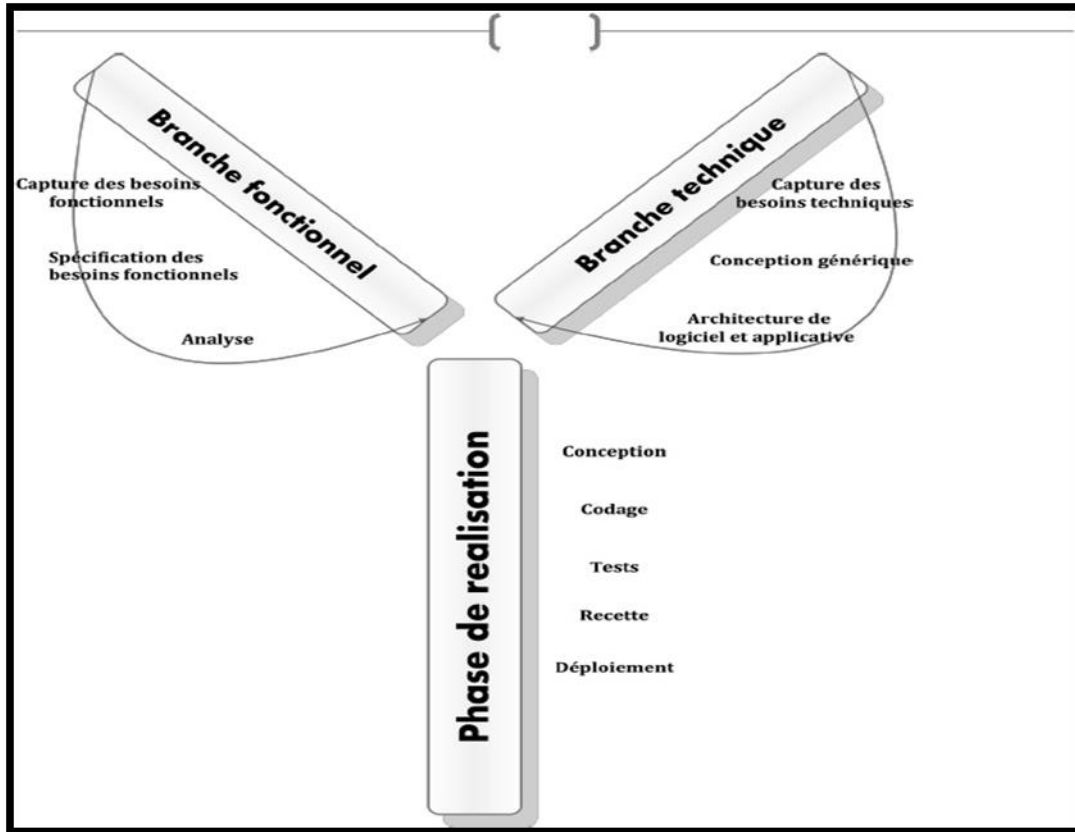 Branche fonctionnel
Capture des besoins
fonctionnels
Spécification des
besoins fonctionnels
Analyse
Branche technique
Capture des
besoins techniques
Conception générique
Architecture de
logiciel et applicative
Phase de realisation
Conception
Codage
Tests
Recette
Déploiement